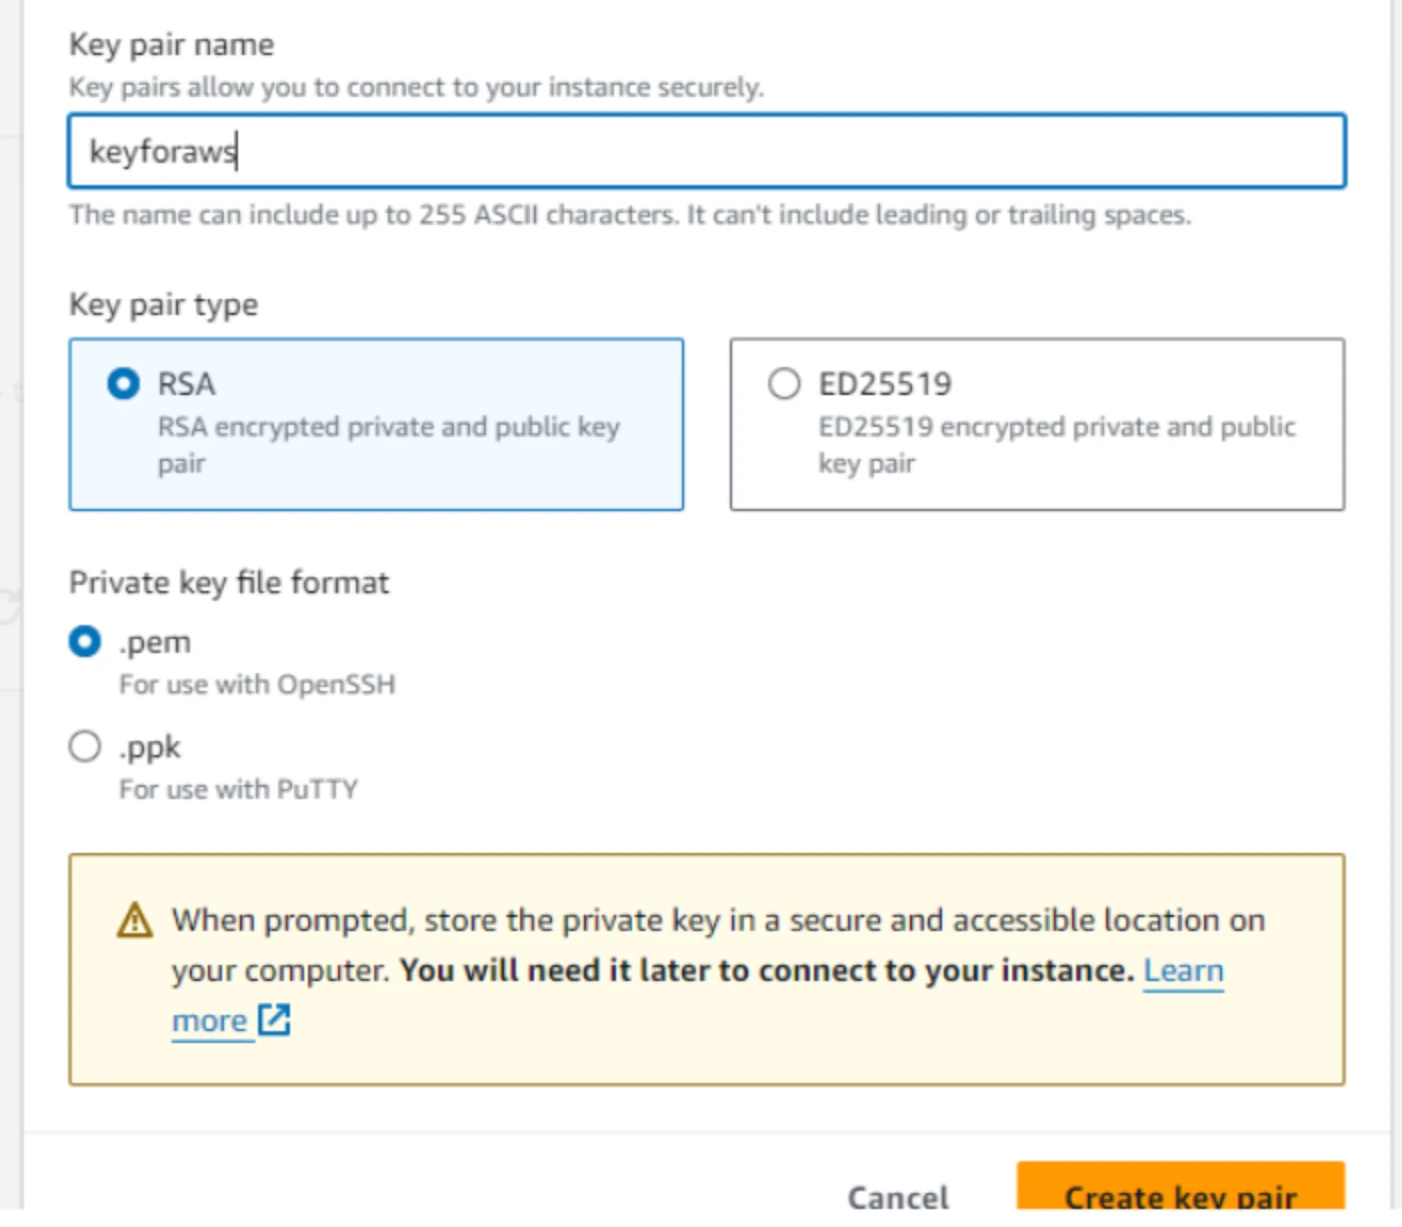 Key pair name
Key pairs allow you to connect to your instance securely.
keyforaws
The name can include up to 255 ASCII characters. It can't include leading or trailing spaces.
Key pair type
RSA
RSA encrypted private and public key
pair
ED25519
ED25519 encrypted private and public
key pair
Private key file format
.pem
For use with OpenSSH
.ppk
For use with PuTTY
When prompted, store the private key in a secure and accessible location on
your computer. You will need it later to connect to your instance. Learn
more
Cancel
Create key pair